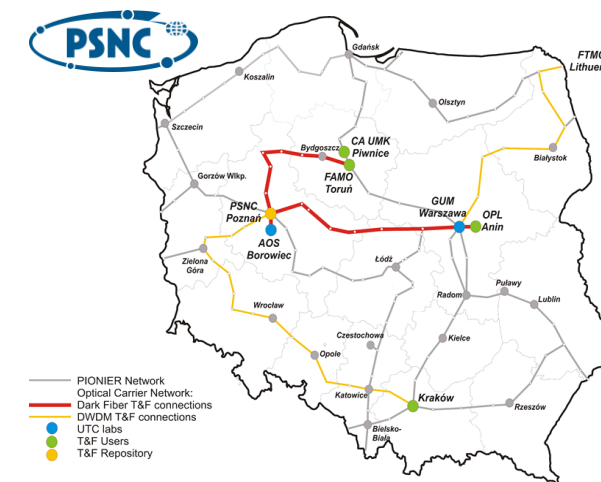 PSNC
Gdańsk
Koszalin
FTMC
Lithuer
Olsztyn
Szczecin
CA UMK
Piwnice
Bydgoszcz
Białystok
FAMO
Toruń
Gorzów Wlkp.
PSNC
Poznań
GUM
Warszawa
OPL
Anin
AOS
Borowiec
Łódź
Zielona
Góra
Puławy
Radom
Lublin
Wrocław
Czestochowa
Kielce
Opole
Katowice
Kraków
Rzeszów
Bielsko-
Biała
PIONIER Network
Optical Carrier Network:
Dark Fiber T&F connections
DWDM T&F connections
UTC labs
T&F Users
T&F Repository